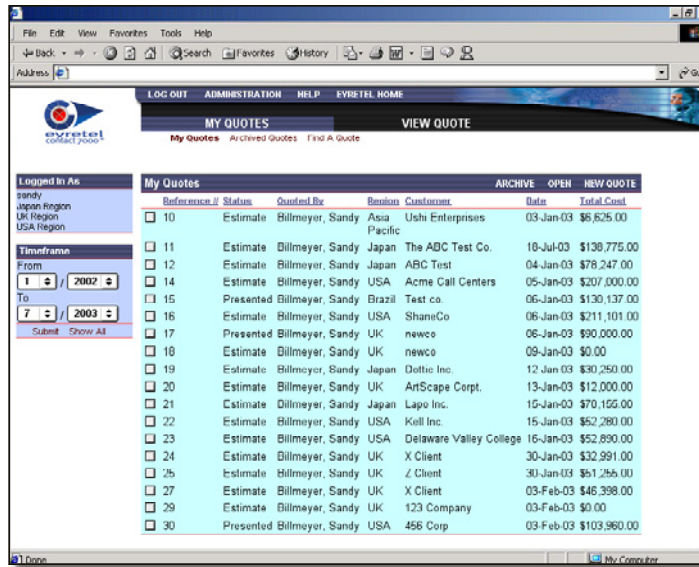 File Edit View Favorites Tools Help
Back Search Favorites History
Address
LOG OUT ADMINISTRATION HELP EYRETEL HOME
MY QUOTES VIEW QUOTE
eyretel
contact 7000
My Quotes Archived Quotes Find A Quote
Logged In As
sandy
Japan Region
UK Region
USA Region
Timeframe
From
1 / 2002
To
7 / 2003
Submit Show All
My Quotes ARCHIVE OPEN NEW QUOTE
Reference # Status Quoted By Region Customer Date Total Cost
10 Estimate Billmeyer, Sandy Asia Pacific Ushi Enterprises 03-Jan-03 $6,625.00
11 Estimate Billmeyer, Sandy Japan The ABC Test Co. 18-Jul-03 $138,775.00
12 Estimate Billmeyer, Sandy Japan ABC Test 04-Jan-03 $78,247.00
14 Estimate Billmeyer, Sandy USA Acme Call Centers 05-Jan-03 $207,000.00
15 Presented Billmeyer, Sandy Brazil Test co. 06-Jan-03 $130,137.00
16 Estimate Billmeyer, Sandy USA ShaneCo 06-Jan-03 $211,101.00
17 Presented Billmeyer, Sandy UK newco 06-Jan-03 $90,000.00
18 Estimate Billmeyer, Sandy UK newco 09-Jan-03 $0.00
19 Estimate Billmeyer, Sandy Japan Dottie Inc. 12-Jan-03 $30,250.00
20 Estimate Billmeyer, Sandy UK ArtScape Corpt. 13-Jan-03 $12,000.00
21 Estimate Billmeyer, Sandy Japan Lapo Inc. 15-Jan-03 $70,155.00
22 Estimate Billmeyer, Sandy USA Kell Inc. 15-Jan-03 $52,280.00
23 Estimate Billmeyer, Sandy USA Delaware Valley College 16-Jan-03 $52,890.00
24 Estimate Billmeyer, Sandy UK X Client 30-Jan-03 $32,991.00
25 Estimate Billmeyer, Sandy UK Z Client 30-Jan-03 $51,255.00
27 Estimate Billmeyer, Sandy UK X Client 03-Feb-03 $46,398.00
29 Estimate Billmeyer, Sandy UK 123 Company 03-Feb-03 $0.00
30 Presented Billmeyer, Sandy USA 456 Corp 03-Feb-03 $103,960.00
Done My Computer